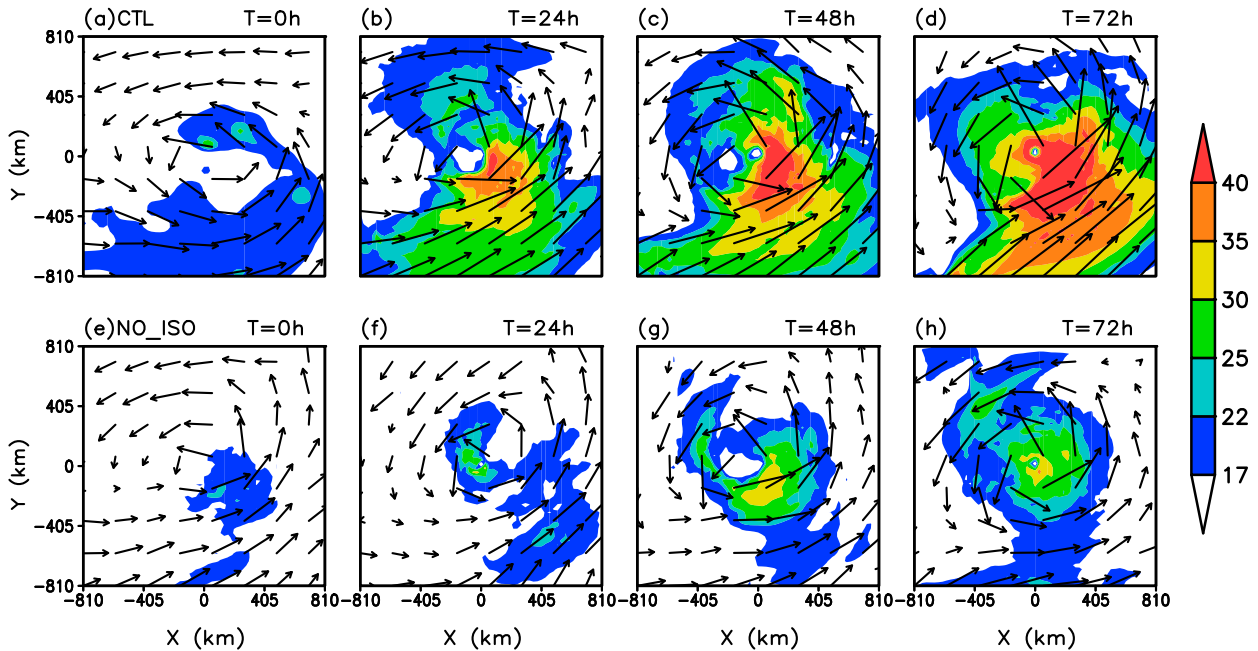 (a)CTL T=0h (b) T=24h (c) T=48h (d) T=72h
810
405
0
−405
−810
Y (km)
40
35
30
25
22
17
(e)NO_ISO T=0h (f) T=24h (g) T=48h (h) T=72h
810
405
0
−405
−810
Y (km)
−810 −405 0 405 810 −810 −405 0 405 810 −810 −405 0 405 810 −810 −405 0 405 810
X (km) X (km) X (km) X (km)